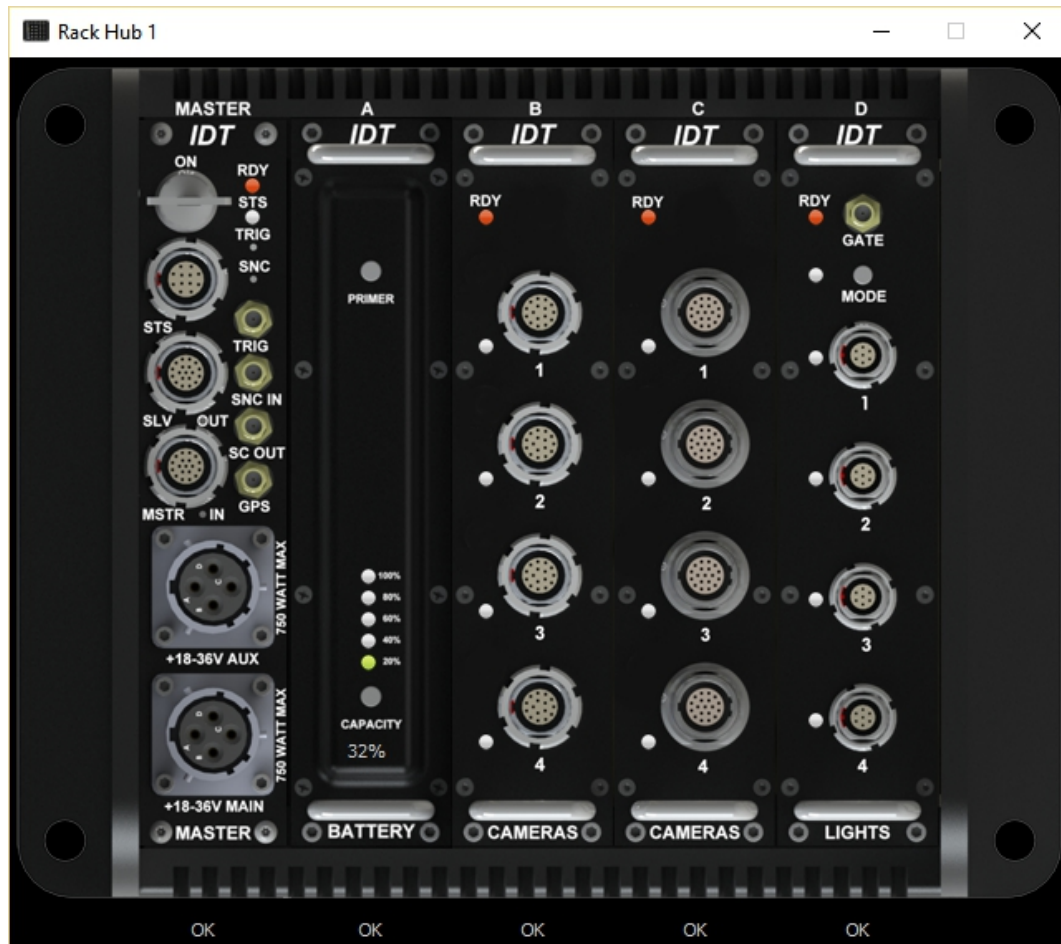 Rack Hub 1
MASTER
IDT
ON
RDY
STS
TRIG
SNC
STS
TRIG
SNC IN
SLV OUT
SC OUT
GPS
MSTR IN
D
C
A
B
750 WATT MAX
+18-36V AUX
D
C
A
B
750 WATT MAX
+18-36V MAIN
MASTER
A
IDT
PRIMER
100%
80%
60%
40%
20%
CAPACITY
32%
BATTERY
B
IDT
RDY
1
2
3
4
CAMERAS
C
IDT
RDY
1
2
3
4
CAMERAS
D
IDT
RDY
GATE
MODE
1
2
3
4
LIGHTS
OK
OK
OK
OK
OK